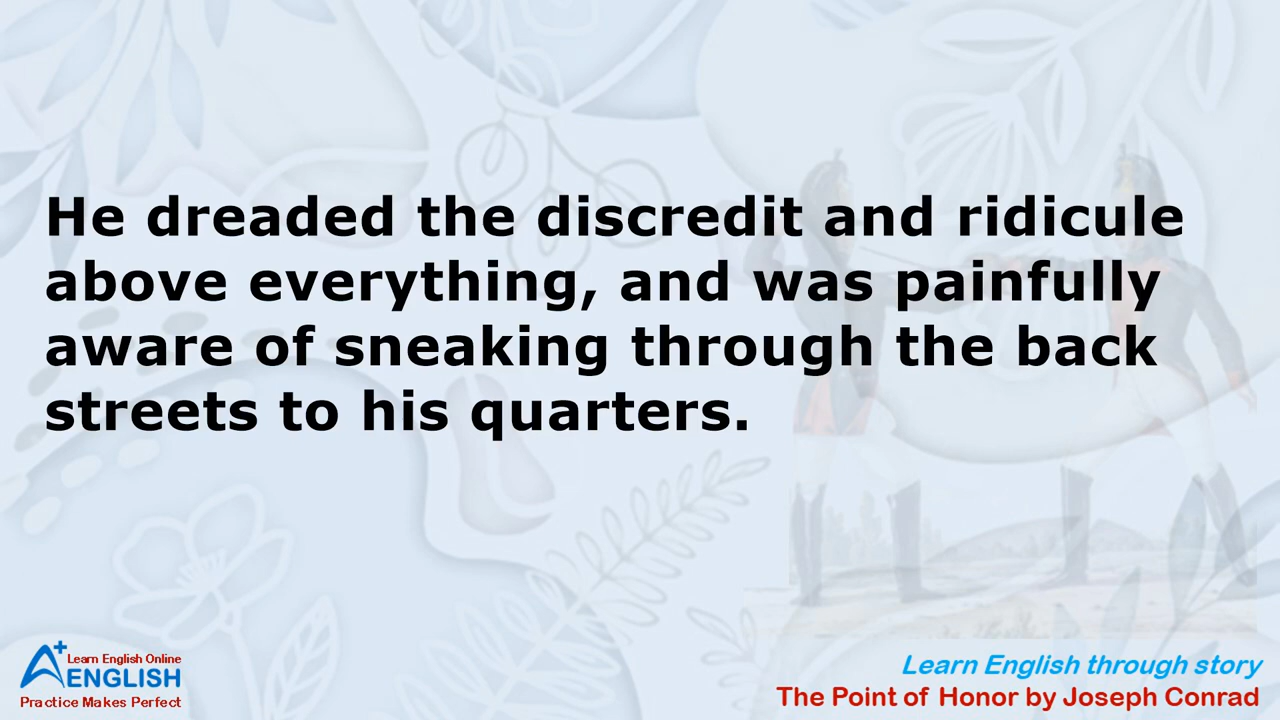 He dreaded the discredit and ridicule
above everything, and was painfully
aware of sneaking through the back
streets to his quarters.
A+ Learn English Online
ENGLISH
Practice Makes Perfect
Learn English through story
The Point of Honor by Joseph Conrad